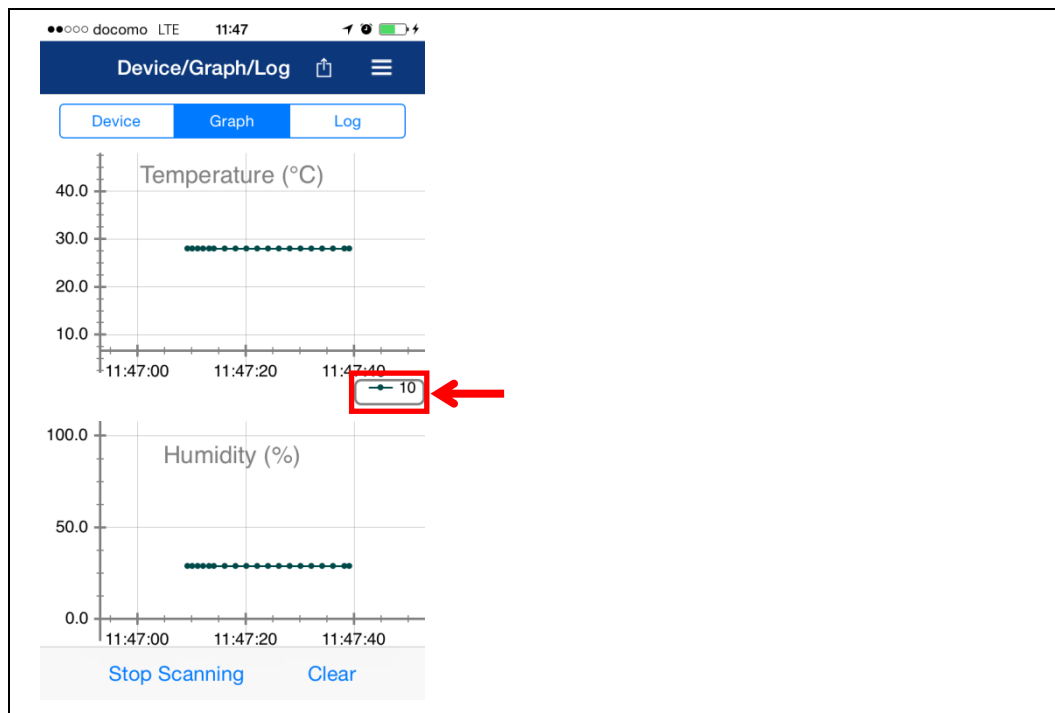 docomo LTE 11:47
Device/Graph/Log
Device Graph Log
Temperature (°C)
40.0
30.0
20.0
10.0
11:47:00 11:47:20 11:47:40
10
100.0
Humidity (%)
50.0
0.0
11:47:00 11:47:20 11:47:40
Stop Scanning Clear